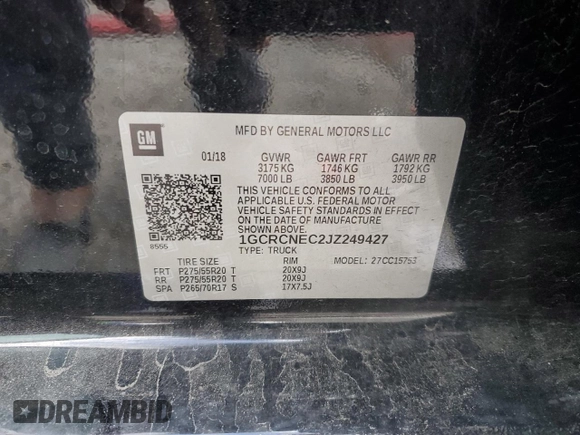 GM
MFD BY GENERAL MOTORS LLC
01/18 GVWR GAWR FRT GAWR RR
3175 KG 1746 KG 1792 KG
7000 LB 3850 LB 3950 LB
THIS VEHICLE CONFORMS TO ALL
APPLICABLE U.S. FEDERAL MOTOR
VEHICLE SAFETY STANDARDS IN EFFECT
ON THE DATE OF MANUFACTURE
SHOWN ABOVE.
1GCRCNEC2JZ249427
8555
TYPE: TRUCK
TIRE SIZE RIM MODEL: 27CC15753
FRT P275/55R20 T 20X9J
RR P275/55R20 T 20X9J
SPA P265/70R17 S 17X7.5J
DREAMBID